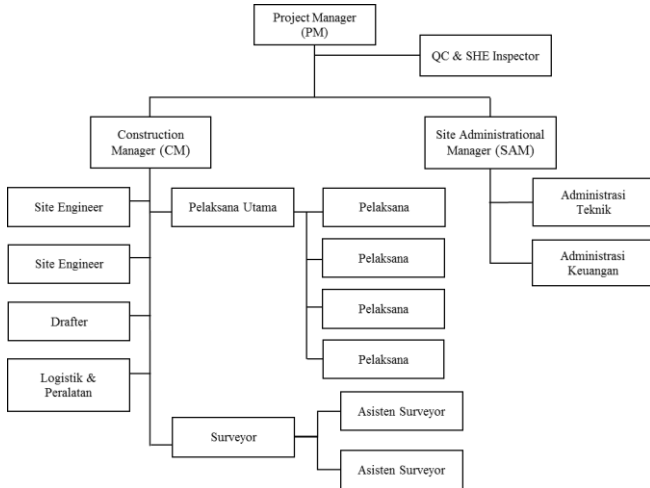 Project Manager
(PM)
QC & SHE Inspector
Construction
Manager (CM)
Site Administrational
Manager (SAM)
Site Engineer
Pelaksana Utama
Pelaksana
Administrasi
Teknik
Site Engineer
Pelaksana
Administrasi
Keuangan
Drafter
Pelaksana
Logistik &
Peralatan
Pelaksana
Surveyor
Asisten Surveyor
Asisten Surveyor